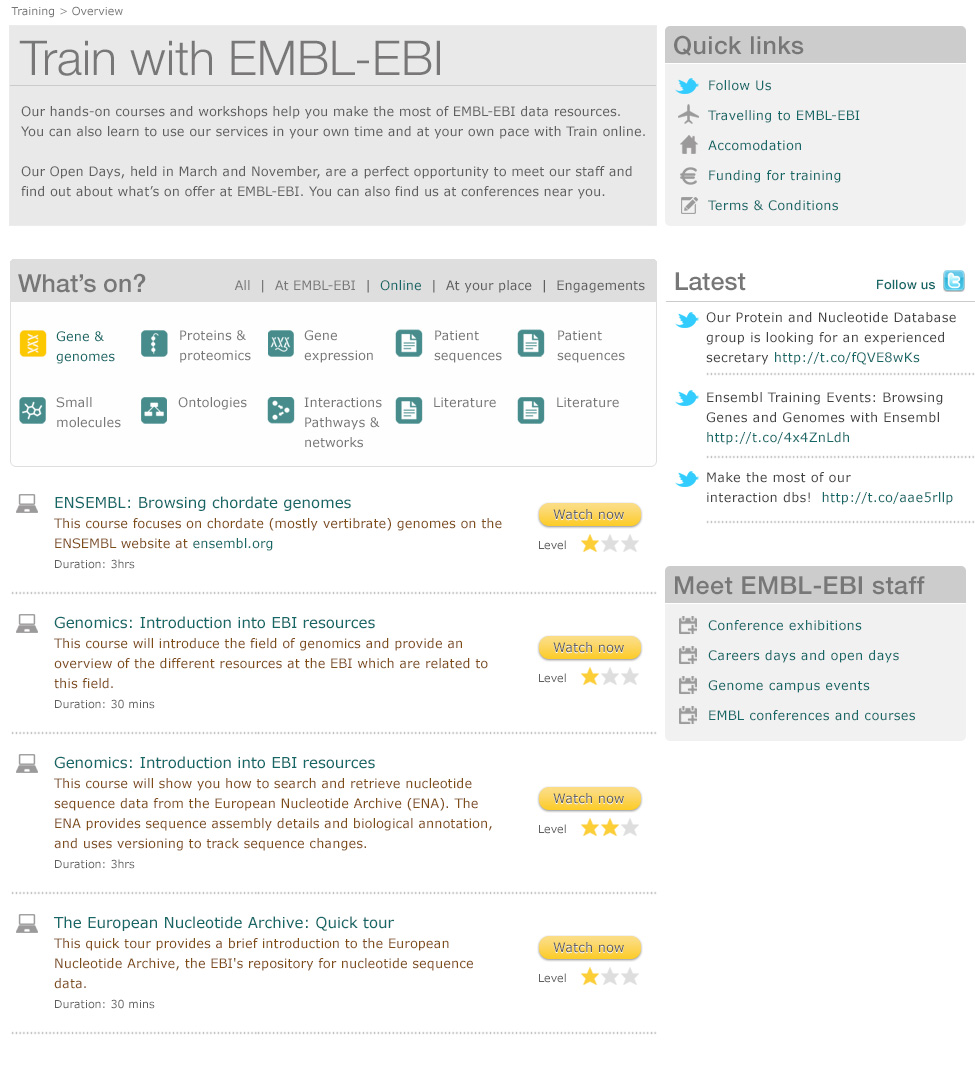 Training > Overview
Train with EMBL-EBI
Our hands-on courses and workshops help you make the most of EMBL-EBI data resources.
You can also learn to use our services in your own time and at your own pace with Train online.
Our Open Days, held in March and November, are a perfect opportunity to meet our staff and
find out about what's on offer at EMBL-EBI. You can also find us at conferences near you.
Quick links
Follow Us
Travelling to EMBL-EBI
Accomodation
Funding for training
Terms & Conditions
What's on?
All | At EMBL-EBI | Online | At your place | Engagements
Gene &
genomes
Proteins &
proteomics
Gene
expression
Patient
sequences
Patient
sequences
Small
molecules
Ontologies
Interactions
Pathways &
networks
Literature
Literature
ENSEMBL: Browsing chordate genomes
This course focuses on chordate (mostly vertibrate) genomes on the
ENSEMBL website at ensembl.org
Duration: 3hrs
Watch now
Level
Genomics: Introduction into EBI resources
This course will introduce the field of genomics and provide an
overview of the different resources at the EBI which are related to
this field.
Duration: 30 mins
Watch now
Level
Genomics: Introduction into EBI resources
This course will show you how to search and retrieve nucleotide
sequence data from the European Nucleotide Archive (ENA). The
ENA provides sequence assembly details and biological annotation,
and uses versioning to track sequence changes.
Duration: 3hrs
Watch now
Level
The European Nucleotide Archive: Quick tour
This quick tour provides a brief introduction to the European
Nucleotide Archive, the EBI's repository for nucleotide sequence
data.
Duration: 30 mins
Watch now
Level
Latest
Follow us
Our Protein and Nucleotide Database
group is looking for an experienced
secretary http://t.co/fQVE8wKs
Ensembl Training Events: Browsing
Genes and Genomes with Ensembl
http://t.co/4x4ZnLdh
Make the most of our
interaction dbs! http://t.co/aae5rllp
Meet EMBL-EBI staff
Conference exhibitions
Careers days and open days
Genome campus events
EMBL conferences and courses